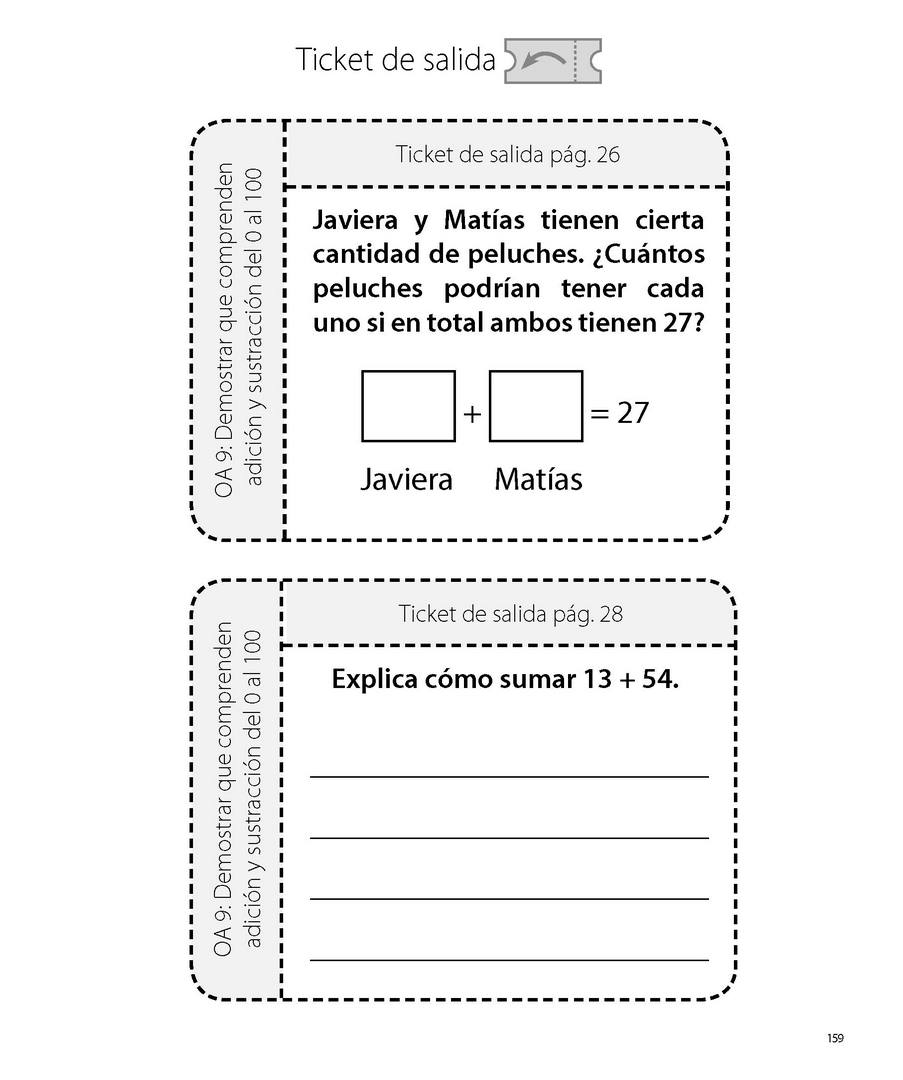 Ticket de salida
Ticket de salida pág. 26
OA 9: Demostrar que comprenden
adición y sustracción del 0 al 100
Javiera y Matías tienen cierta
cantidad de peluches. ¿Cuántos
peluches podrían tener cada
uno si en total ambos tienen 27?
+ = 27
Javiera Matías
Ticket de salida pág. 28
OA 9: Demostrar que comprenden
adición y sustracción del 0 al 100
Explica cómo sumar 13 + 54.
159